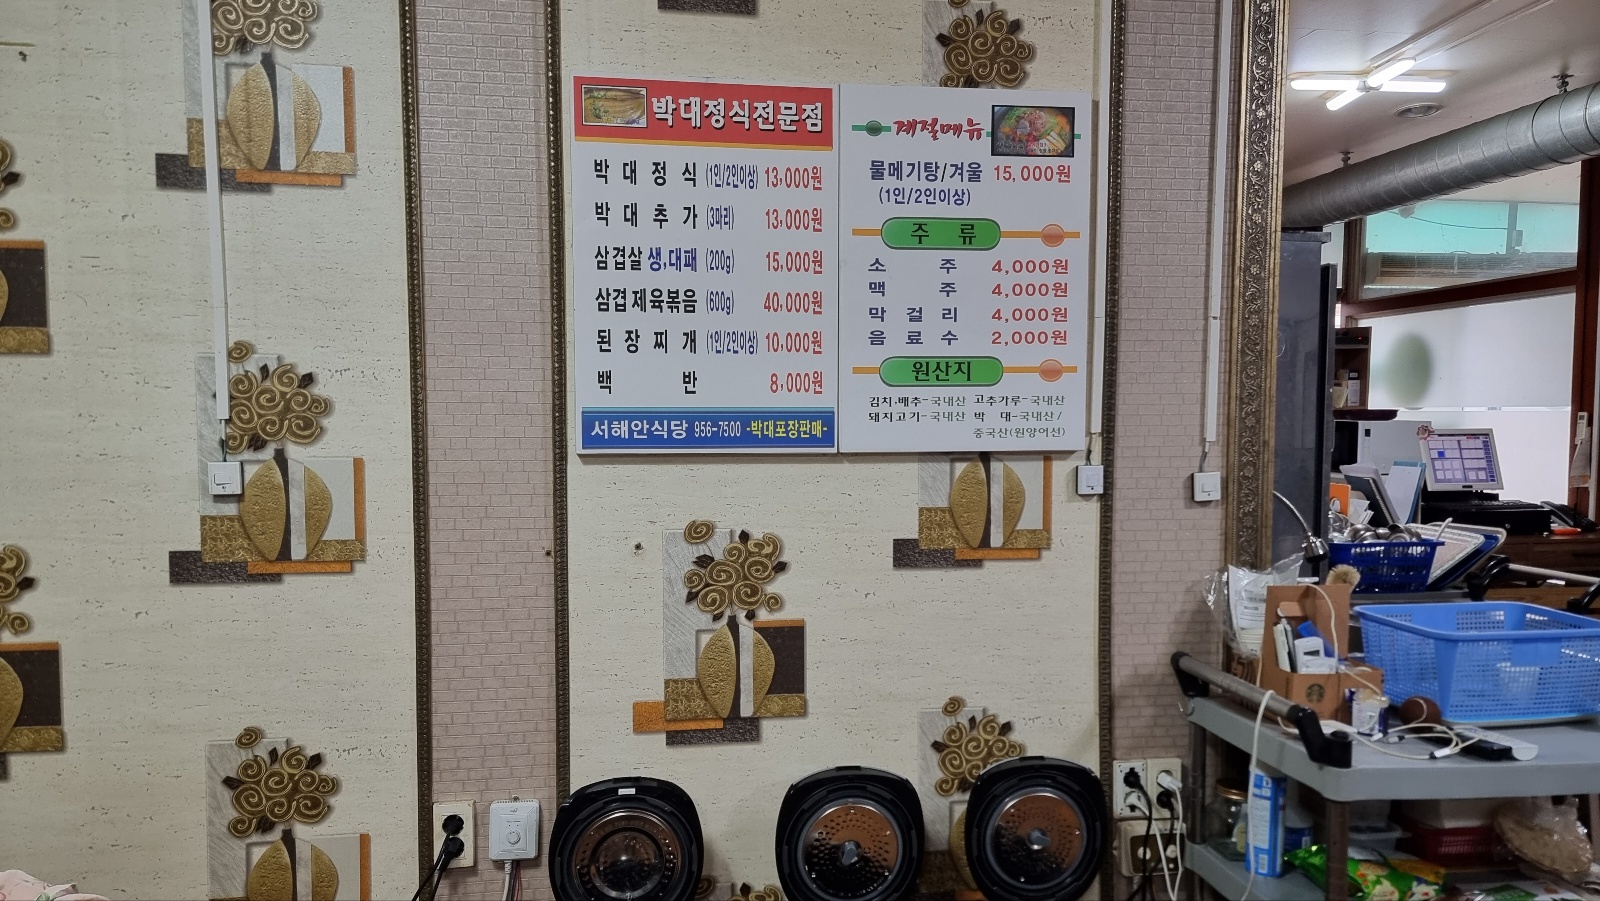 박대정식전문점
박대정식 (1인/2인이상) 13,000원
박대추가 (3마리) 13,000원
삼겹살 생,대패 (200g) 15,000원
삼겹제육볶음 (600g) 40,000원
된장찌개 (1인/2인이상) 10,000원
백반 8,000원
서해안식당 956-7500 -박대포장판매-
계절메뉴
물메기탕/겨울 15,000원
(1인/2인이상)
주류
소주 4,000원
맥주 4,000원
막걸리 4,000원
음료수 2,000원
원산지
김치,배추-국내산 고추가루-국내산
돼지고기-국내산 박대-국내산/
중국산(원양어선)